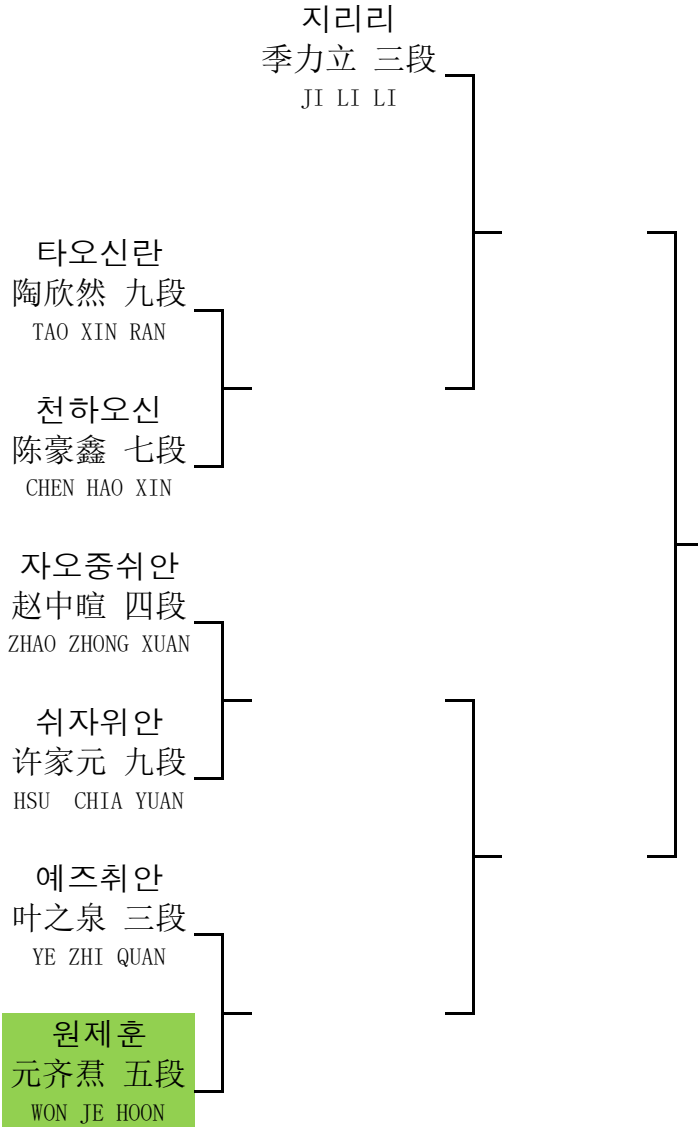 지리리
季力立 三段
JI LI LI
타오신란
陶欣然 九段
TAO XIN RAN
천하오신
陈豪鑫 七段
CHEN HAO XIN
자오중쉬안
赵中暄 四段
ZHAO ZHONG XUAN
쉬자위안
许家元 九段
HSU CHIA YUAN
예즈취안
叶之泉 三段
YE ZHI QUAN
원제훈
元齐焄 五段
WON JE HOON